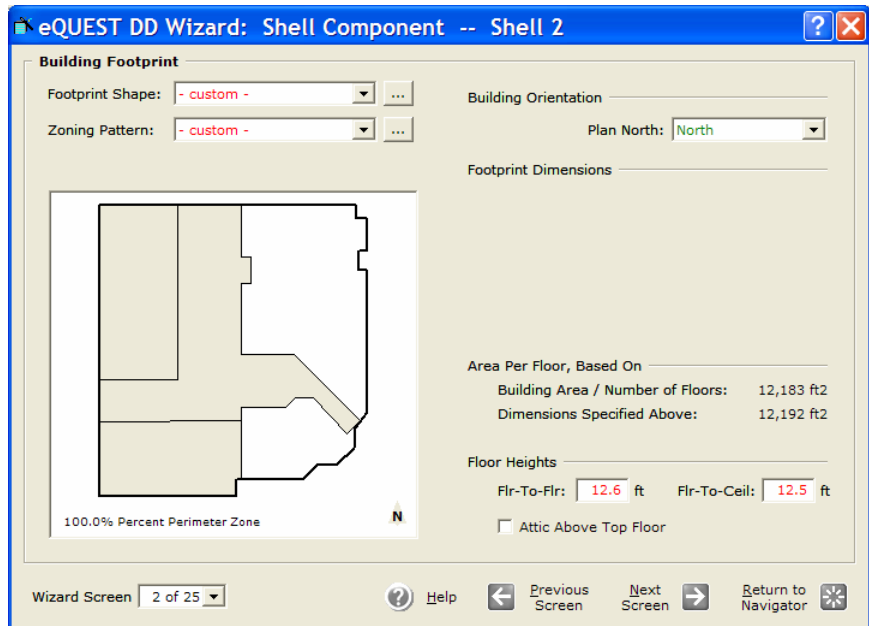 eQUEST DD Wizard: Shell Component -- Shell 2
Building Footprint
Footprint Shape: - custom - ...
Zoning Pattern: - custom - ...
Building Orientation
Plan North: North
Footprint Dimensions
100.0% Percent Perimeter Zone
N
Area Per Floor, Based On
Building Area / Number of Floors: 12,183 ft2
Dimensions Specified Above: 12,192 ft2
Floor Heights
Flr-To-Flr: 12.6 ft Flr-To-Ceil: 12.5 ft
Attic Above Top Floor
Wizard Screen 2 of 25
? Help
Previous Screen
Next Screen
Return to Navigator